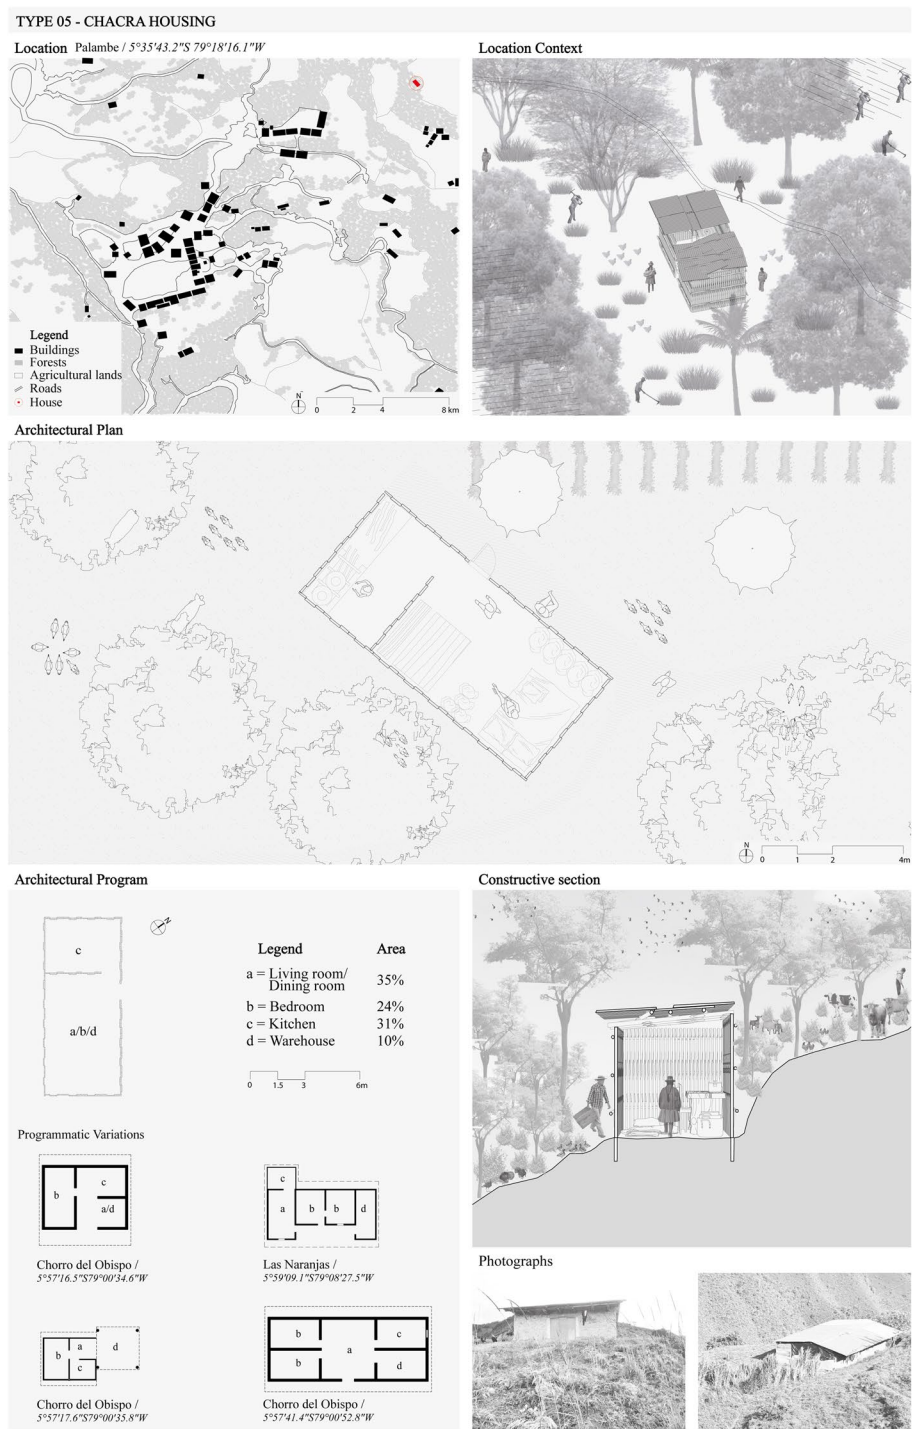 TYPE 05 - CHACRA HOUSING
Location Palambe / 5°35'43.2"S 79°18'16.1"W
Legend
Buildings
Forests
Agricultural lands
Roads
House
N
0 2 4 8 km
Location Context
Architectural Plan
N
0 1 2 4m
Architectural Program
N
c
a/b/d
Legend Area
a = Living room/
Dining room 35%
b = Bedroom 24%
c = Kitchen 31%
d = Warehouse 10%
0 1.5 3 6m
Programmatic Variations
b c a/d
Chorro del Obispo /
5°57'16.5"S79°00'34.6"W
c
a b b d
Las Naranjas /
5°59'09.1"S79°08'27.5"W
b a c d
Chorro del Obispo /
5°57'17.6"S79°00'35.8"W
b a c
b d
Chorro del Obispo /
5°57'41.4"S79°00'52.8"W
Constructive section
Photographs